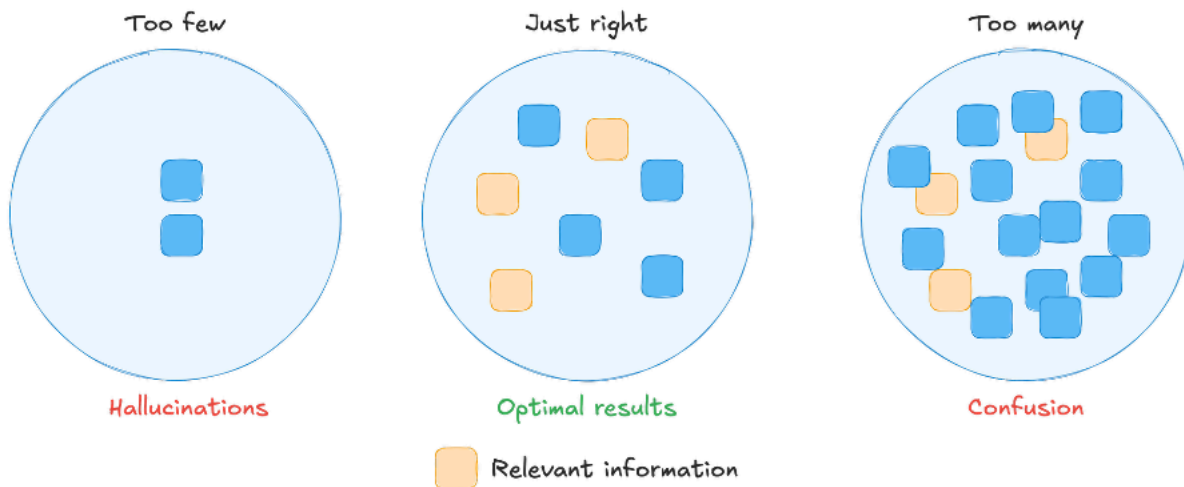 Too few
Just right
Too many
Hallucinations
Optimal results
Confusion
Relevant information